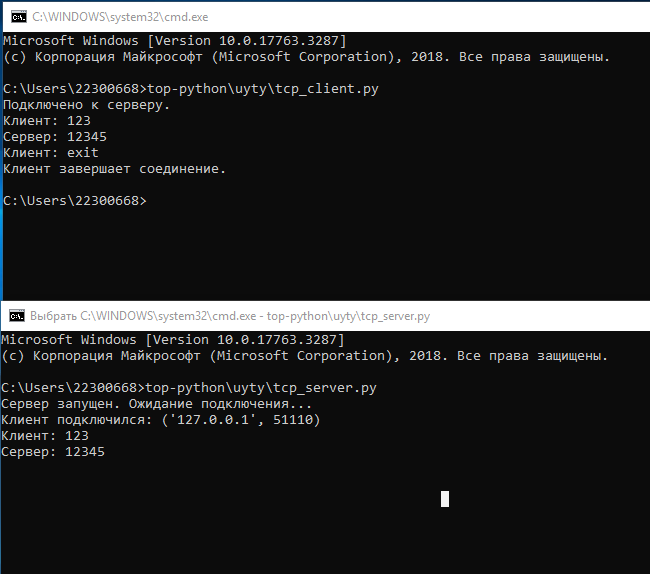 C:\WINDOWS\system32\cmd.exe
Microsoft Windows [Version 10.0.17763.3287]
(c) Корпорация Майкрософт (Microsoft Corporation), 2018. Все права защищены.
C:\Users\22300668>top-python\uyty\tcp_client.py
Подключено к серверу.
Клиент: 123
Сервер: 12345
Клиент: exit
Клиент завершает соединение.
C:\Users\22300668>
Выбрать C:\WINDOWS\system32\cmd.exe - top-python\uyty\tcp_server.py
Microsoft Windows [Version 10.0.17763.3287]
(c) Корпорация Майкрософт (Microsoft Corporation), 2018. Все права защищены.
C:\Users\22300668>top-python\uyty\tcp_server.py
Сервер запущен. Ожидание подключения...
Клиент подключился: ('127.0.0.1', 51110)
Клиент: 123
Сервер: 12345